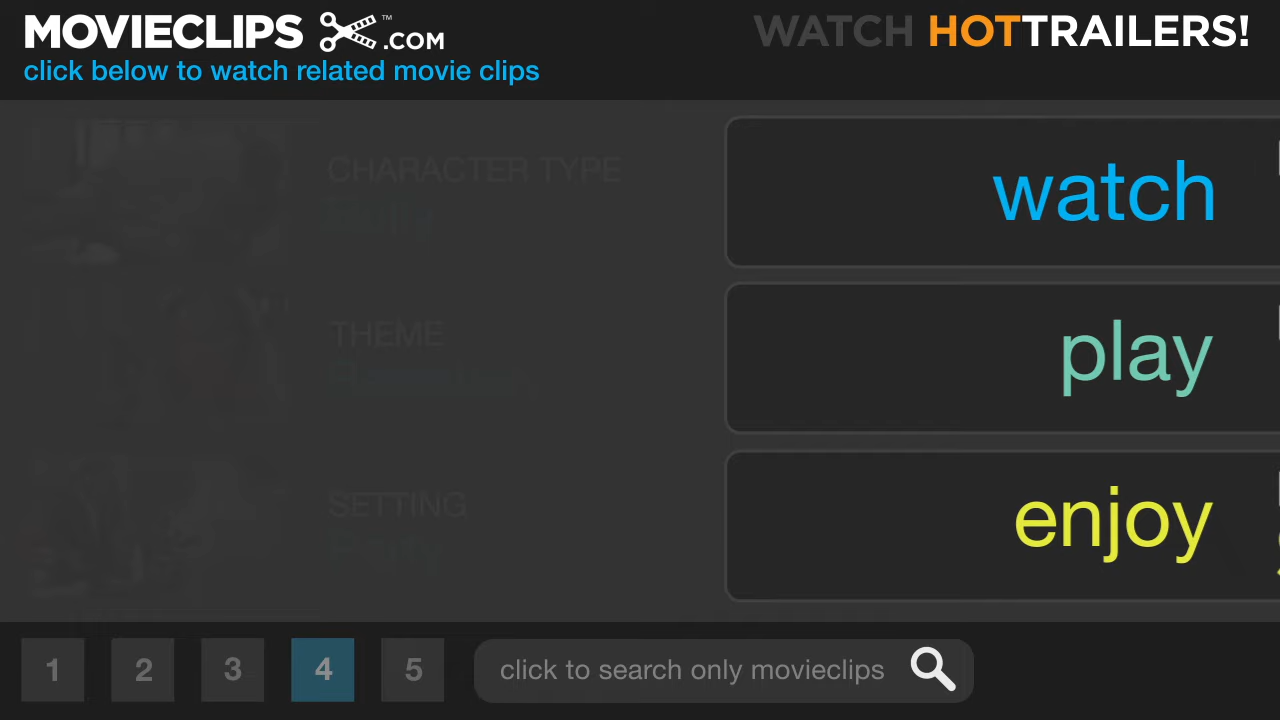 MOVIECLIPS ™ .COM
WATCH HOTTRAILERS!
click below to watch related movie clips
CHARACTER TYPE
watch
THEME
play
SETTING
enjoy
1 2 3 4 5
click to search only movieclips